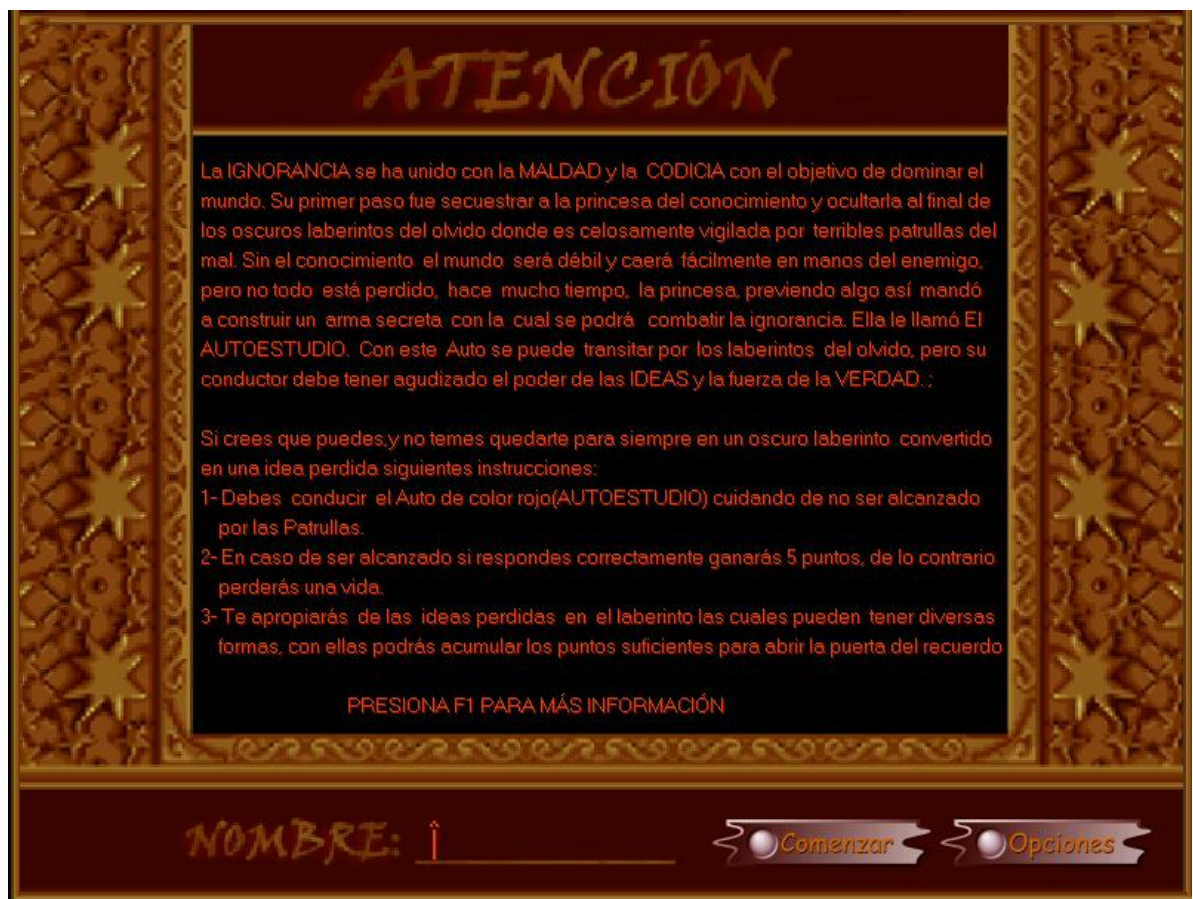 ATENCIÓN
La IGNORANCIA se ha unido con la MALDAD y la CODICIA con el objetivo de dominar el
mundo. Su primer paso fue secuestrar a la princesa del conocimiento y ocultarla al final de
los oscuros laberintos del olvido donde es celosamente vigilada por terribles patrullas del
mal. Sin el conocimiento el mundo será débil y caerá fácilmente en manos del enemigo,
pero no todo está perdido, hace mucho tiempo, la princesa, previendo algo así mandó
a construir un arma secreta con la cual se podrá combatir la ignorancia. Ella le llamó El
AUTOESTUDIO. Con este Auto se puede transitar por los laberintos del olvido, pero su
conductor debe tener agudizado el poder de las IDEAS y la fuerza de la VERDAD. ;
Si crees que puedes,y no temes quedarte para siempre en un oscuro laberinto convertido
en una idea perdida siguientes instrucciones:
1- Debes conducir el Auto de color rojo(AUTOESTUDIO) cuidando de no ser alcanzado
por las Patrullas.
2- En caso de ser alcanzado si respondes correctamente ganarás 5 puntos, de lo contrario
perderás una vida.
3- Te apropiarás de las ideas perdidas en el laberinto las cuales pueden tener diversas
formas, con ellas podrás acumular los puntos suficientes para abrir la puerta del recuerdo
PRESIONA F1 PARA MÁS INFORMACIÓN
NOMBRE: Î
Comenzar Opciones